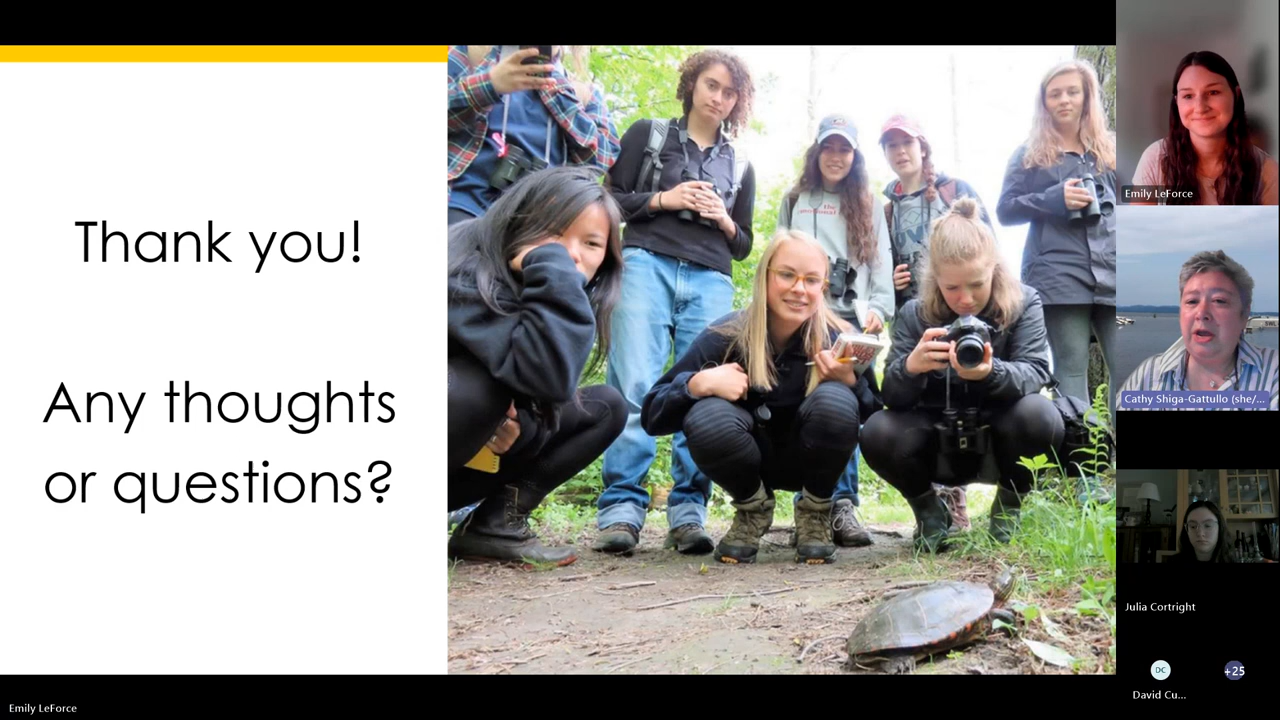 Thank you!
Any thoughts
or questions?
Emily LeForce
Cathy Shiga-Gattullo (she/...
Julia Cortright
DC
+25
David Cu...
Emily LeForce